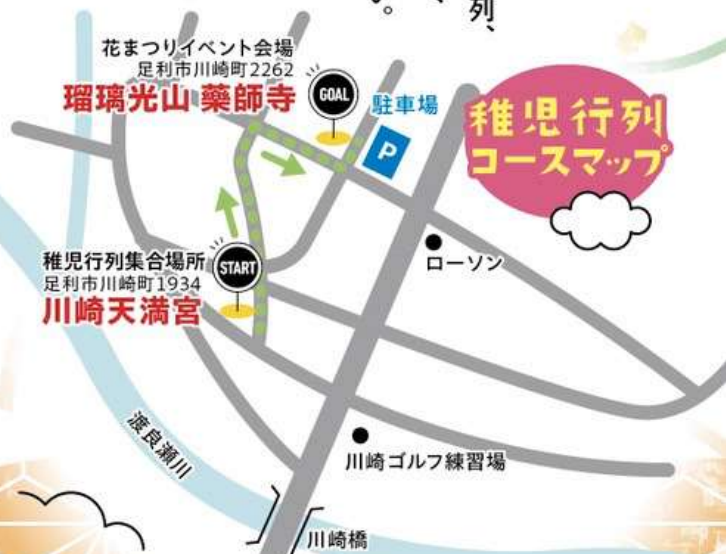 列、
。
花まつりイベント会場
足利市川崎町2262
瑠璃光山 藥師寺
GOAL
駐車場
P
稚児行列
コースマップ
ローソン
稚児行列集合場所
足利市川崎町1934
川崎天満宮
START
渡良瀬川
川崎ゴルフ練習場
川崎橋